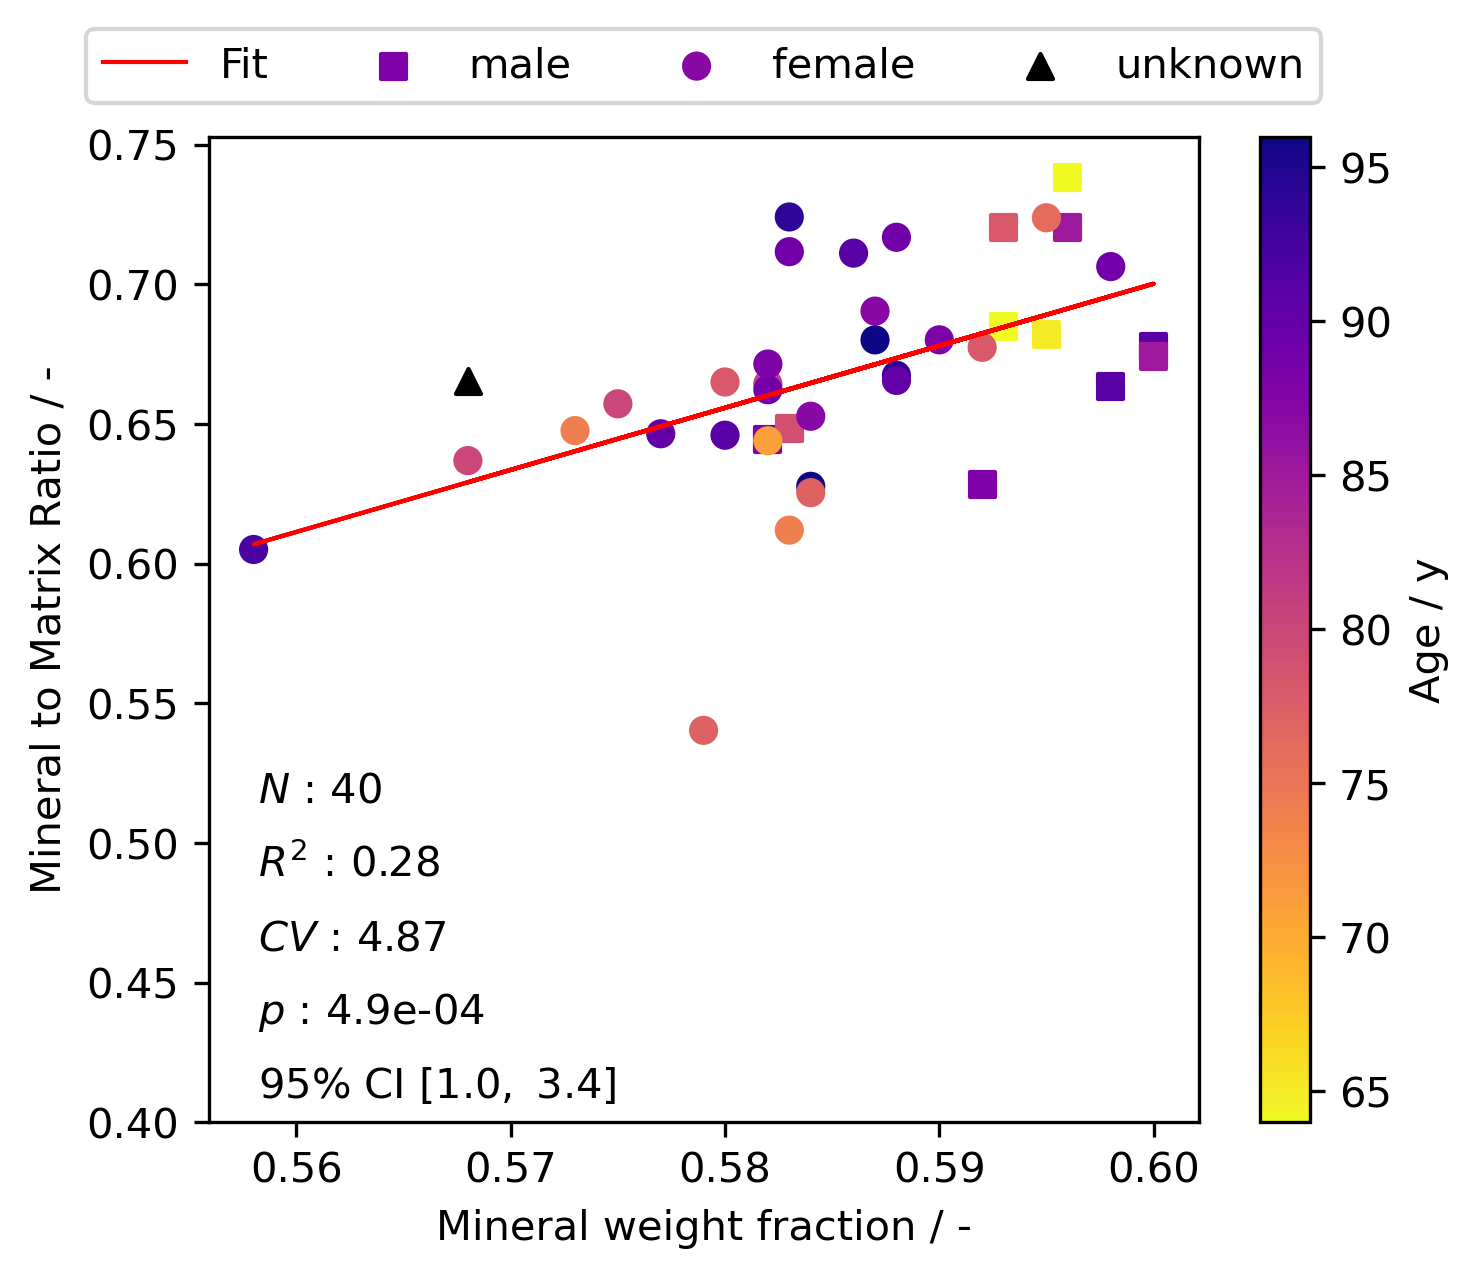 Fit male female unknown
0.75
0.70
0.65
0.60
0.55
0.50
0.45
0.40
Mineral to Matrix Ratio / -
N : 40
R² : 0.28
CV : 4.87
p : 4.9e-04
95% CI [1.0, 3.4]
0.56 0.57 0.58 0.59 0.60
Mineral weight fraction / -
95
90
85
80
75
70
65
Age / y